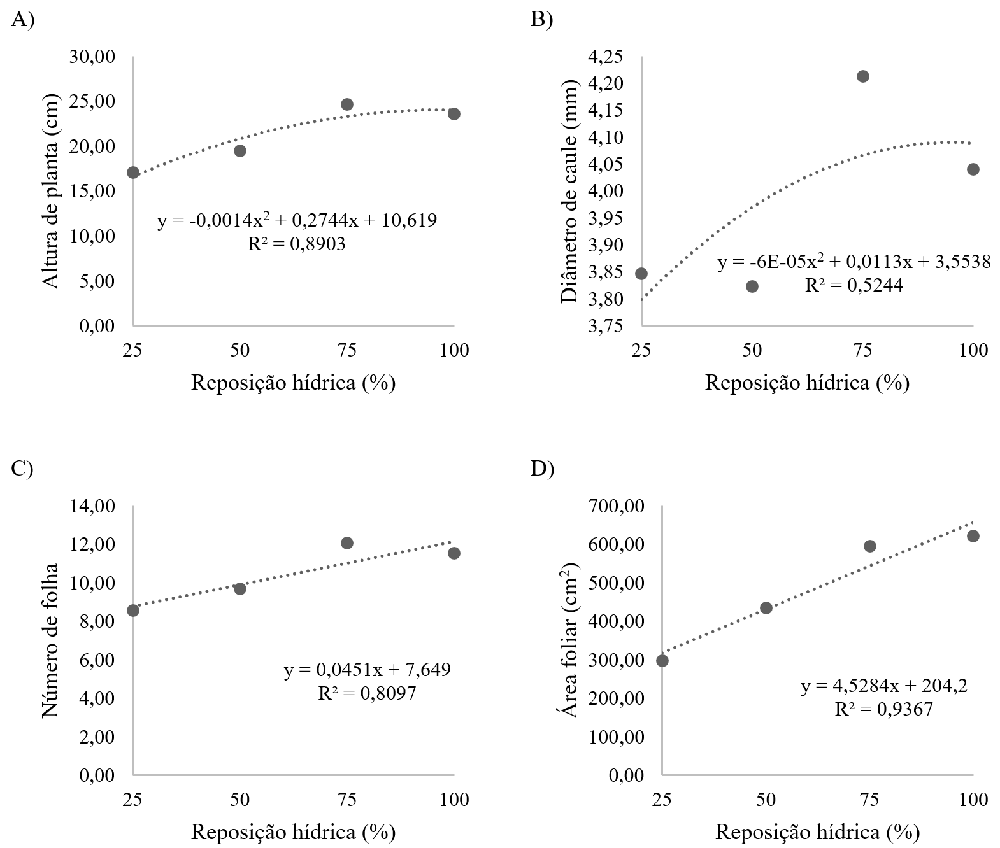 A)
30,00
25,00
20,00
15,00
10,00
5,00
0,00
Altura de planta (cm)
y = -0,0014x² + 0,2744x + 10,619
R² = 0,8903
25 50 75 100
Reposição hídrica (%)
B)
4,25
4,20
4,15
4,10
4,05
4,00
3,95
3,90
3,85
3,80
3,75
Diâmetro de caule (mm)
y = -6E-05x² + 0,0113x + 3,5538
R² = 0,5244
25 50 75 100
Reposição hídrica (%)
C)
14,00
12,00
10,00
8,00
6,00
4,00
2,00
0,00
Número de folha
y = 0,0451x + 7,649
R² = 0,8097
25 50 75 100
Reposição hídrica (%)
D)
700,00
600,00
500,00
400,00
300,00
200,00
100,00
0,00
Área foliar (cm²)
y = 4,5284x + 204,2
R² = 0,9367
25 50 75 100
Reposição hídrica (%)